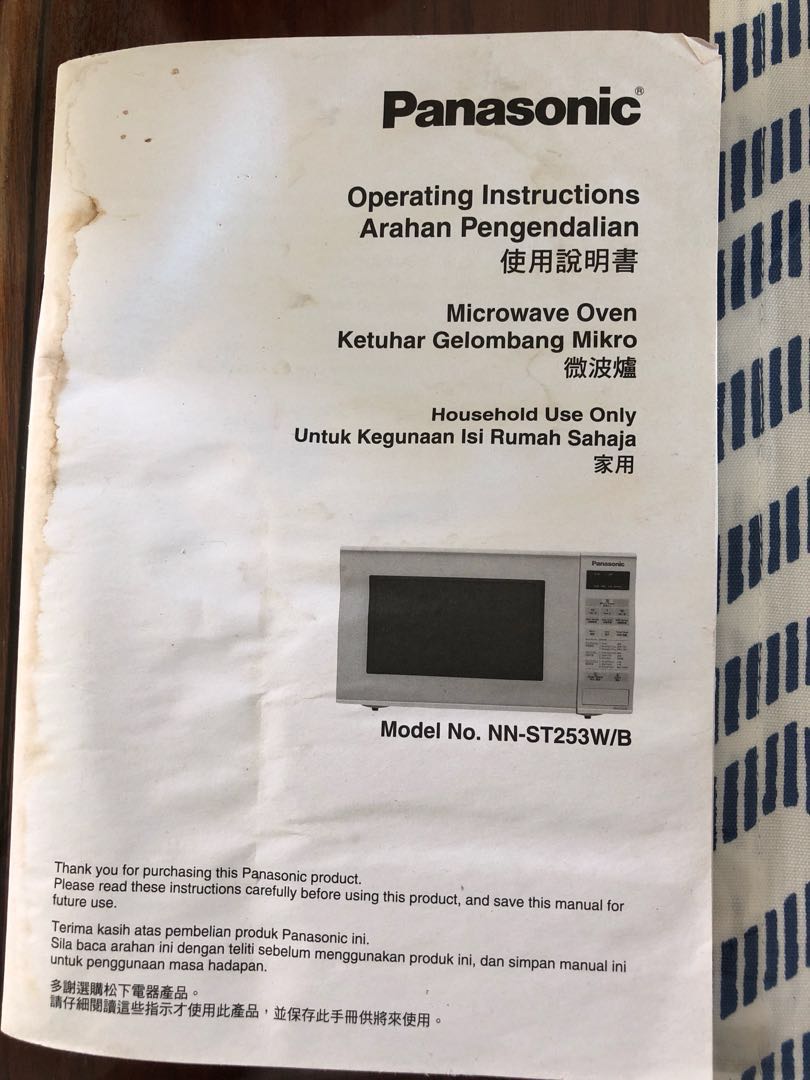 Panasonic®
Operating Instructions
Arahan Pengendalian
使用說明書
Microwave Oven
Ketuhar Gelombang Mikro
微波爐
Household Use Only
Untuk Kegunaan Isi Rumah Sahaja
家用
Panasonic
Model No. NN-ST253W/B
Thank you for purchasing this Panasonic product.
Please read these instructions carefully before using this product, and save this manual for
future use.
Terima kasih atas pembelian produk Panasonic ini.
Sila baca arahan ini dengan teliti sebelum menggunakan produk ini, dan simpan manual ini
untuk penggunaan masa hadapan.
多謝選購松下電器產品。
請仔細閱讀這些指示才使用此產品，並保存此手冊供將來使用。